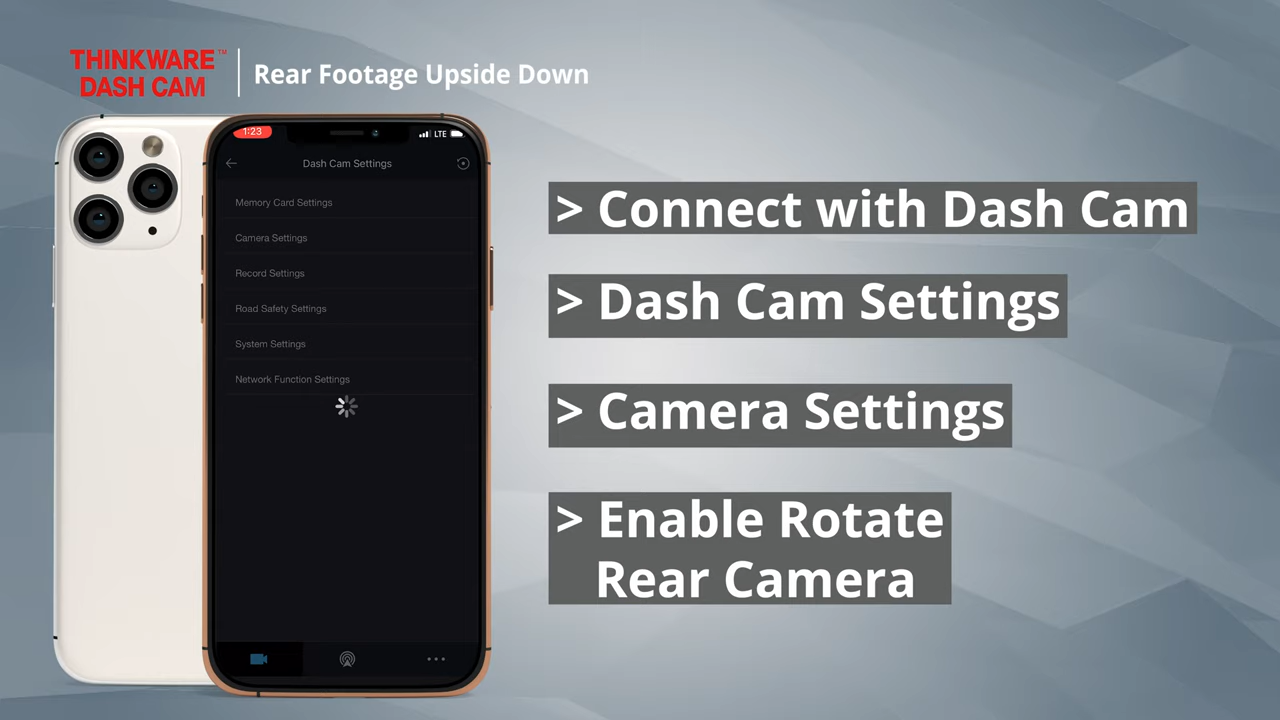 THINKWARE™
DASH CAM
Rear Footage Upside Down
1:23
LTE
Dash Cam Settings
Memory Card Settings
Camera Settings
Record Settings
Road Safety Settings
System Settings
Network Function Settings
> Connect with Dash Cam
> Dash Cam Settings
> Camera Settings
> Enable Rotate
Rear Camera